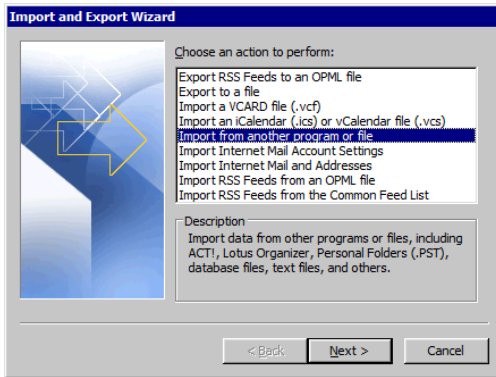 Import and Export Wizard
Choose an action to perform:
Export RSS Feeds to an OPML file
Export to a file
Import a VCARD file (.vcf)
Import an iCalendar (.ics) or vCalendar file (.vcs)
Import from another program or file
Import Internet Mail Account Settings
Import Internet Mail and Addresses
Import RSS Feeds from an OPML file
Import RSS Feeds from the Common Feed List
Description
Import data from other programs or files, including
ACT!, Lotus Organizer, Personal Folders (.PST),
database files, text files, and others.
< Back Next > Cancel